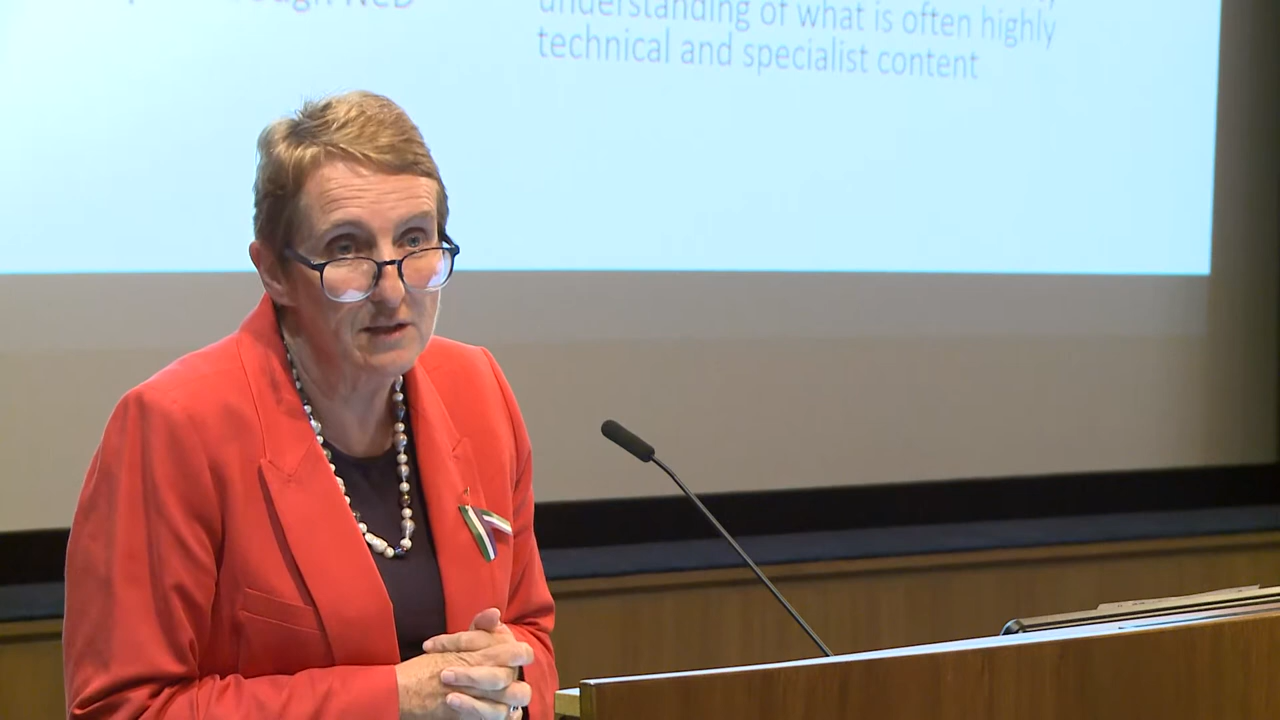 understanding of what is often highly
technical and specialist content